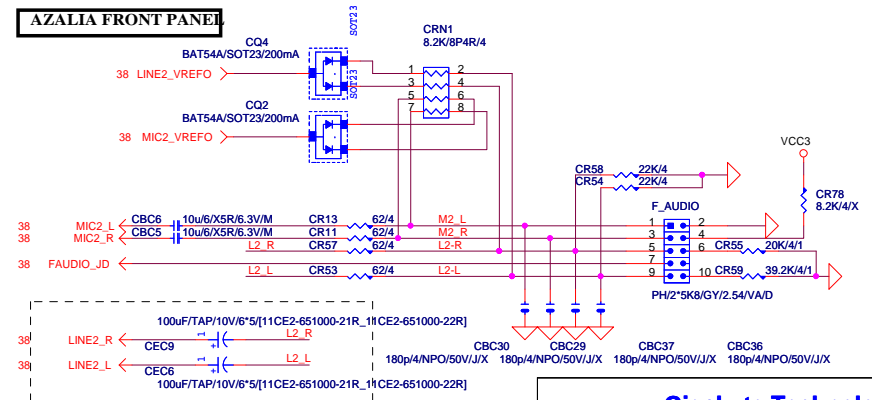 AZALIA FRONT PANEL
SOT23
CQ4
BAT54A/SOT23/200mA
CRN1
8.2K/8P4R/4
38 LINE2_VREFO
1 2
3 4
5 6
7 8
SOT23
CQ2
BAT54A/SOT23/200mA
38 MIC2_VREFO
VCC3
CR58 22K/4
CR54 22K/4
CR78
8.2K/4/X
F_AUDIO
38 MIC2_L CBC6 10u/6/X5R/6.3V/M CR13 62/4 M2_L 1 2
38 MIC2_R CBC5 10u/6/X5R/6.3V/M CR11 62/4 M2_R 3 4
L2_R CR57 62/4 L2-R 5 6 CR55 20K/4/1
38 FAUDIO_JD 7
L2_L CR53 62/4 L2-L 9 10 CR59 39.2K/4/1
PH/2*5K8/GY/2.54/VA/D
100uF/TAP/10V/6*5/[11CE2-651000-21R_11CE2-651000-22R]
38 LINE2_R 1 L2_R
CEC9 +
CBC30 CBC29 CBC37 CBC36
180p/4/NPO/50V/J/X 180p/4/NPO/50V/J/X 180p/4/NPO/50V/J/X 180p/4/NPO/50V/J/X
38 LINE2_L 1 L2_L
CEC6 +
100uF/TAP/10V/6*5/[11CE2-651000-21R_11CE2-651000-22R]